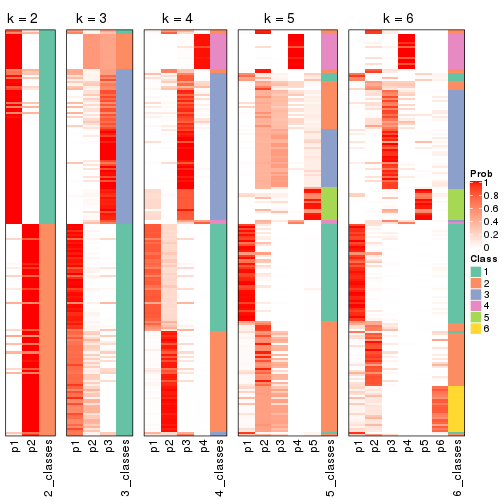 k = 2
k = 3
k = 4
k = 5
k = 6
Prob
1
0.8
0.6
0.4
0.2
0
Class
1
2
3
4
5
6
p1
p2
2_classes
p1
p2
p3
3_classes
p1
p2
p3
p4
4_classes
p1
p2
p3
p4
p5
5_classes
p1
p2
p3
p4
p5
p6
6_classes